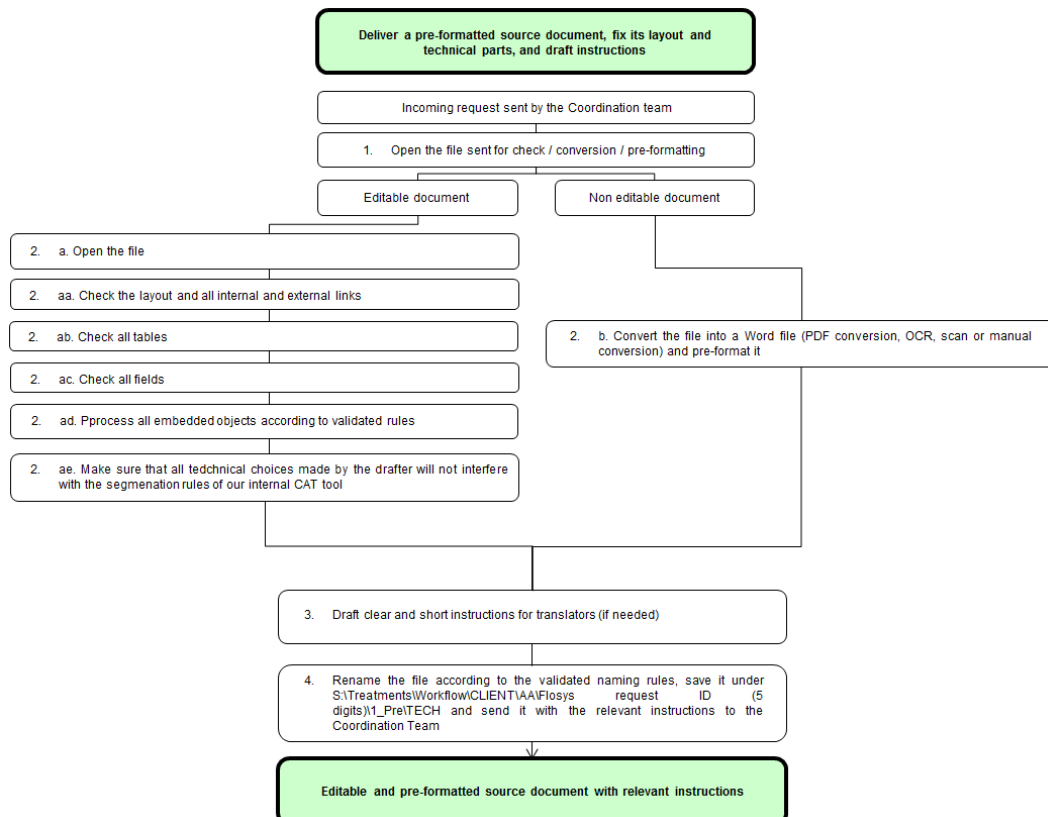 Deliver a pre-formatted source document, fix its layout and
technical parts, and draft instructions
Incoming request sent by the Coordination team
1. Open the file sent for check / conversion / pre-formatting
Editable document
Non editable document
2. a. Open the file
2. aa. Check the layout and all internal and external links
2. ab. Check all tables
2. b. Convert the file into a Word file (PDF conversion, OCR, scan or manual
conversion) and pre-format it
2. ac. Check all fields
2. ad. Pprocess all embedded objects according to validated rules
2. ae. Make sure that all tedchnical choices made by the drafter will not interfere
with the segmenation rules of our internal CAT tool
3. Draft clear and short instructions for translators (if needed)
4. Rename the file according to the validated naming rules, save it under
S:\Treatments\Workflow\CLIENT\AA\Flosys request ID (5
digits)\1_Pre\TECH and send it with the relevant instructions to the
Coordination Team
Editable and pre-formatted source document with relevant instructions